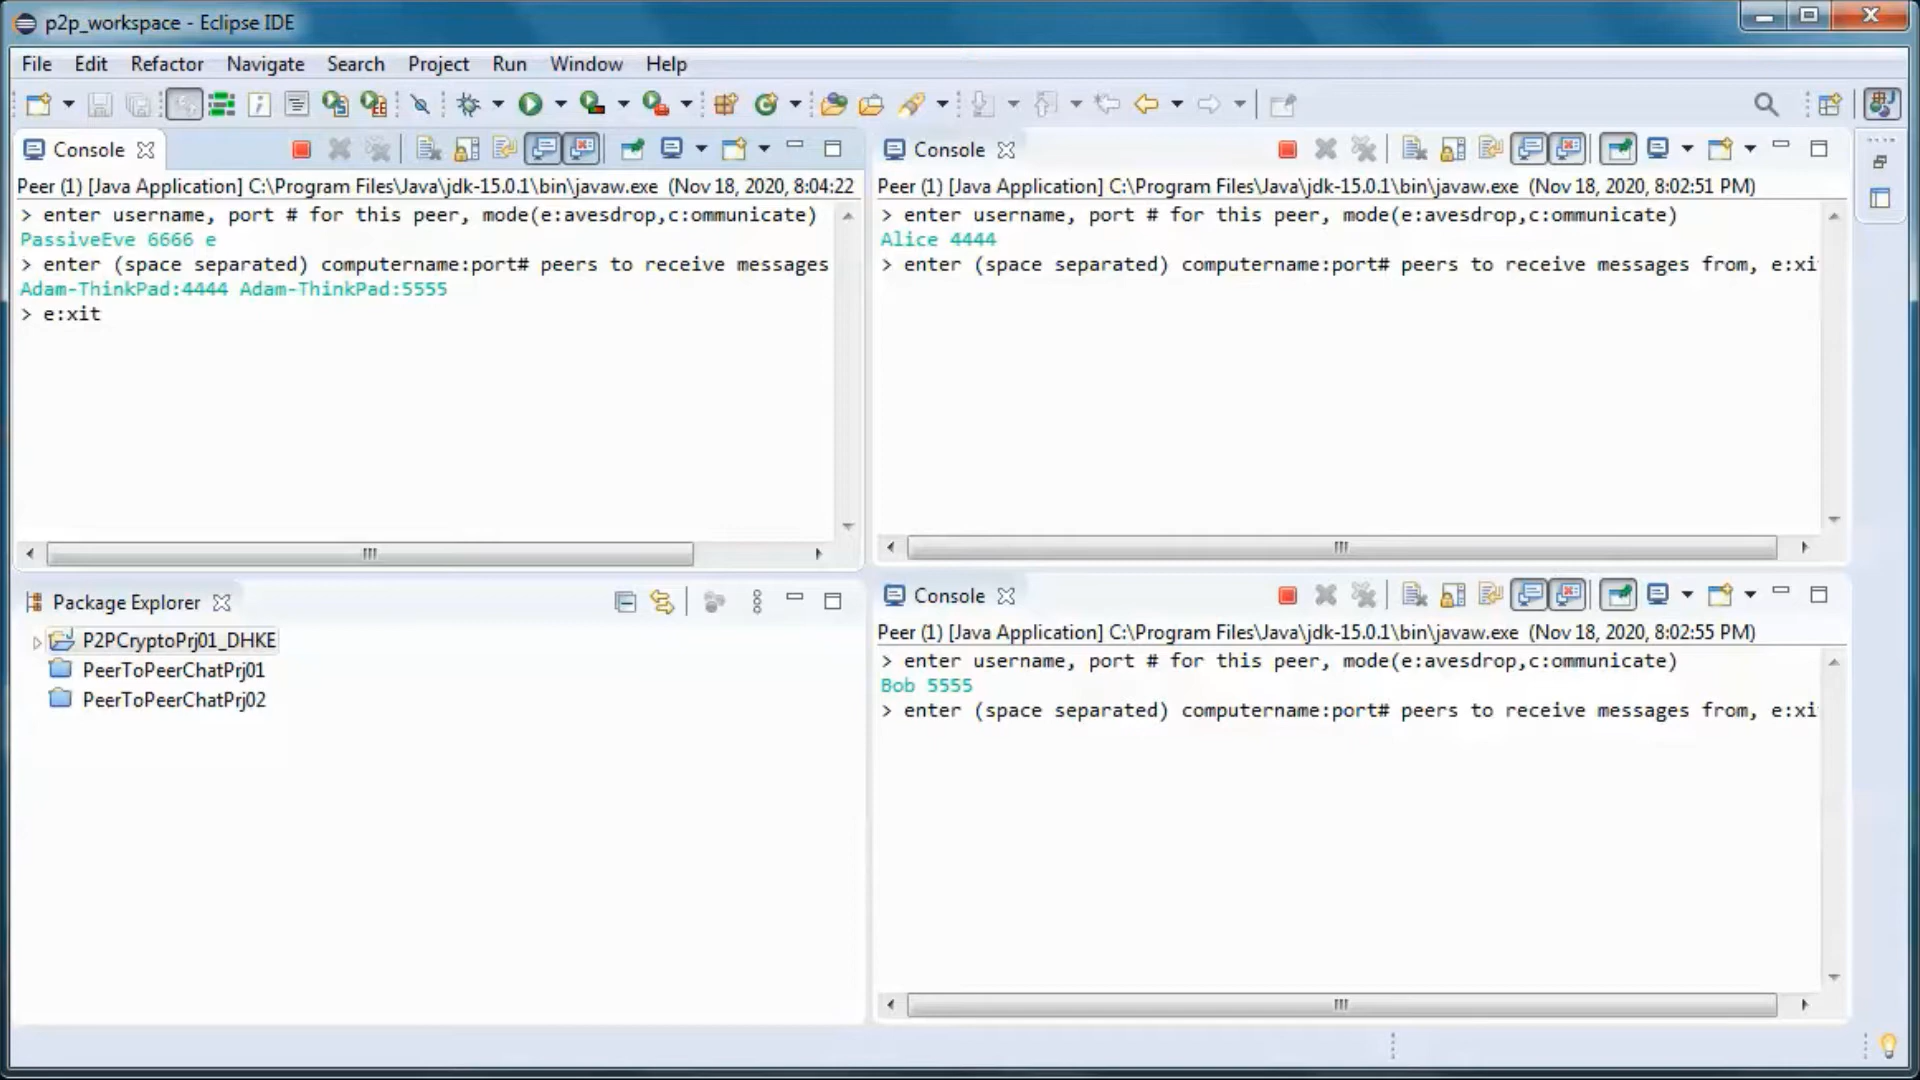 p2p_workspace - Eclipse IDE
File Edit Refactor Navigate Search Project Run Window Help
Console
Peer (1) [Java Application] C:\Program Files\Java\jdk-15.0.1\bin\javaw.exe (Nov 18, 2020, 8:04:22
> enter username, port # for this peer, mode(e:avesdrop,c:ommunicate)
PassiveEve 6666 e
> enter (space separated) computername:port# peers to receive messages
Adam-ThinkPad:4444 Adam-ThinkPad:5555
> e:xit
Console
Peer (1) [Java Application] C:\Program Files\Java\jdk-15.0.1\bin\javaw.exe (Nov 18, 2020, 8:02:51 PM)
> enter username, port # for this peer, mode(e:avesdrop,c:ommunicate)
Alice 4444
> enter (space separated) computername:port# peers to receive messages from, e:xi
Package Explorer
P2PCryptoPrj01_DHKE
PeerToPeerChatPrj01
PeerToPeerChatPrj02
Console
Peer (1) [Java Application] C:\Program Files\Java\jdk-15.0.1\bin\javaw.exe (Nov 18, 2020, 8:02:55 PM)
> enter username, port # for this peer, mode(e:avesdrop,c:ommunicate)
Bob 5555
> enter (space separated) computername:port# peers to receive messages from, e:xi